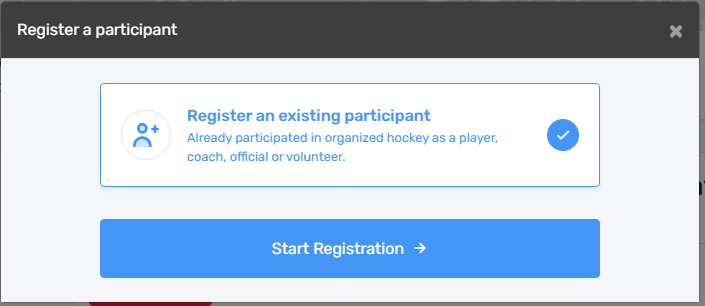 Register a participant
Register an existing participant
Already participated in organized hockey as a player,
coach, official or volunteer.
Start Registration